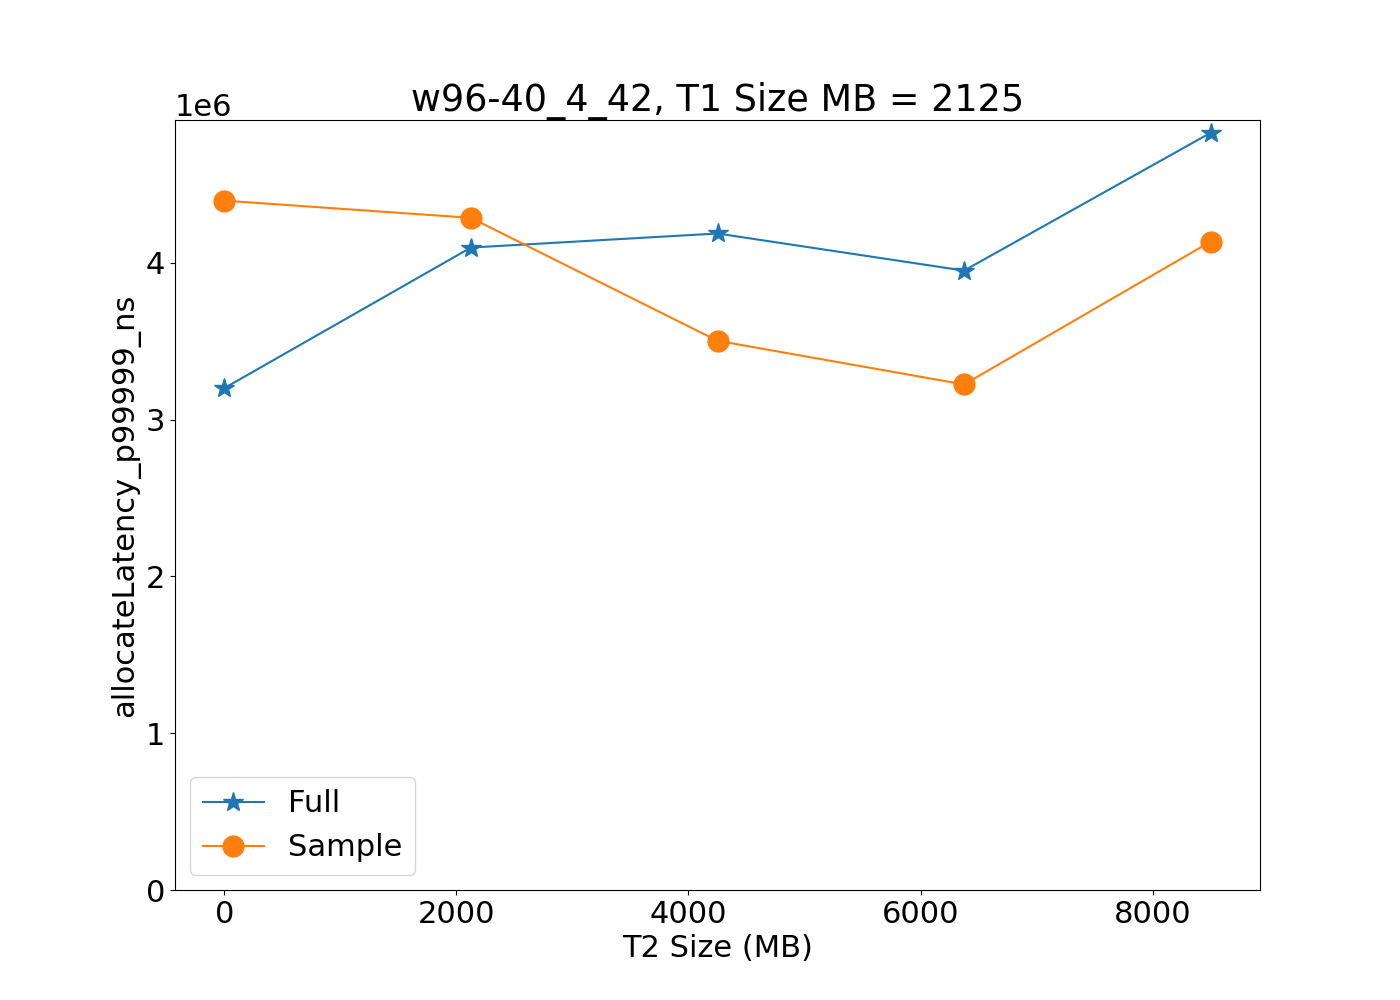 w96-40_4_42, T1 Size MB = 2125
1e6
4
3
2
1
0
allocateLatency_p99999_ns
Full
Sample
0 2000 4000 6000 8000
T2 Size (MB)